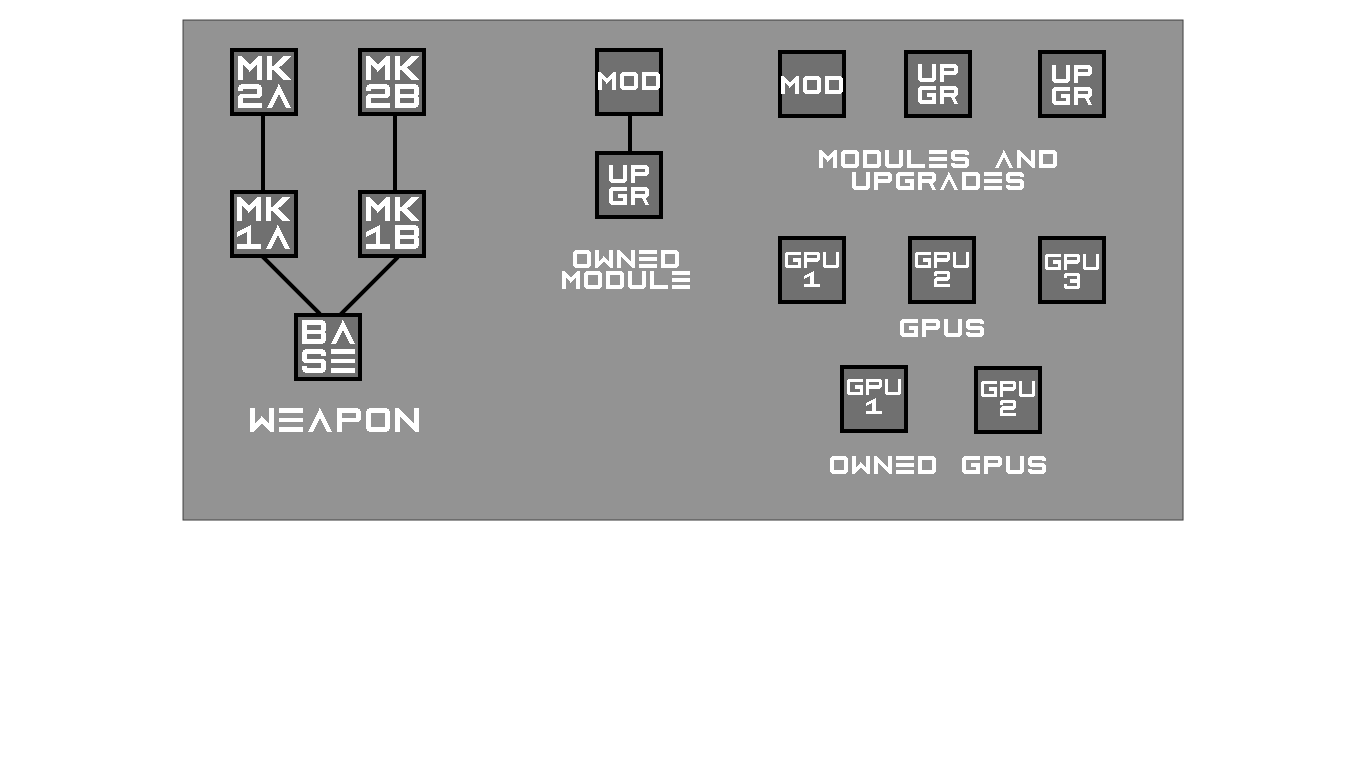 MK
2A
MK
2B
MK
1A
MK
1B
BA
SE
WEAPON
MOD
UP
GR
OWNED
MODULE
MOD
UP
GR
UP
GR
MODULES AND
UPGRADES
GPU
1
GPU
2
GPU
3
GPUS
GPU
1
GPU
2
OWNED GPUS